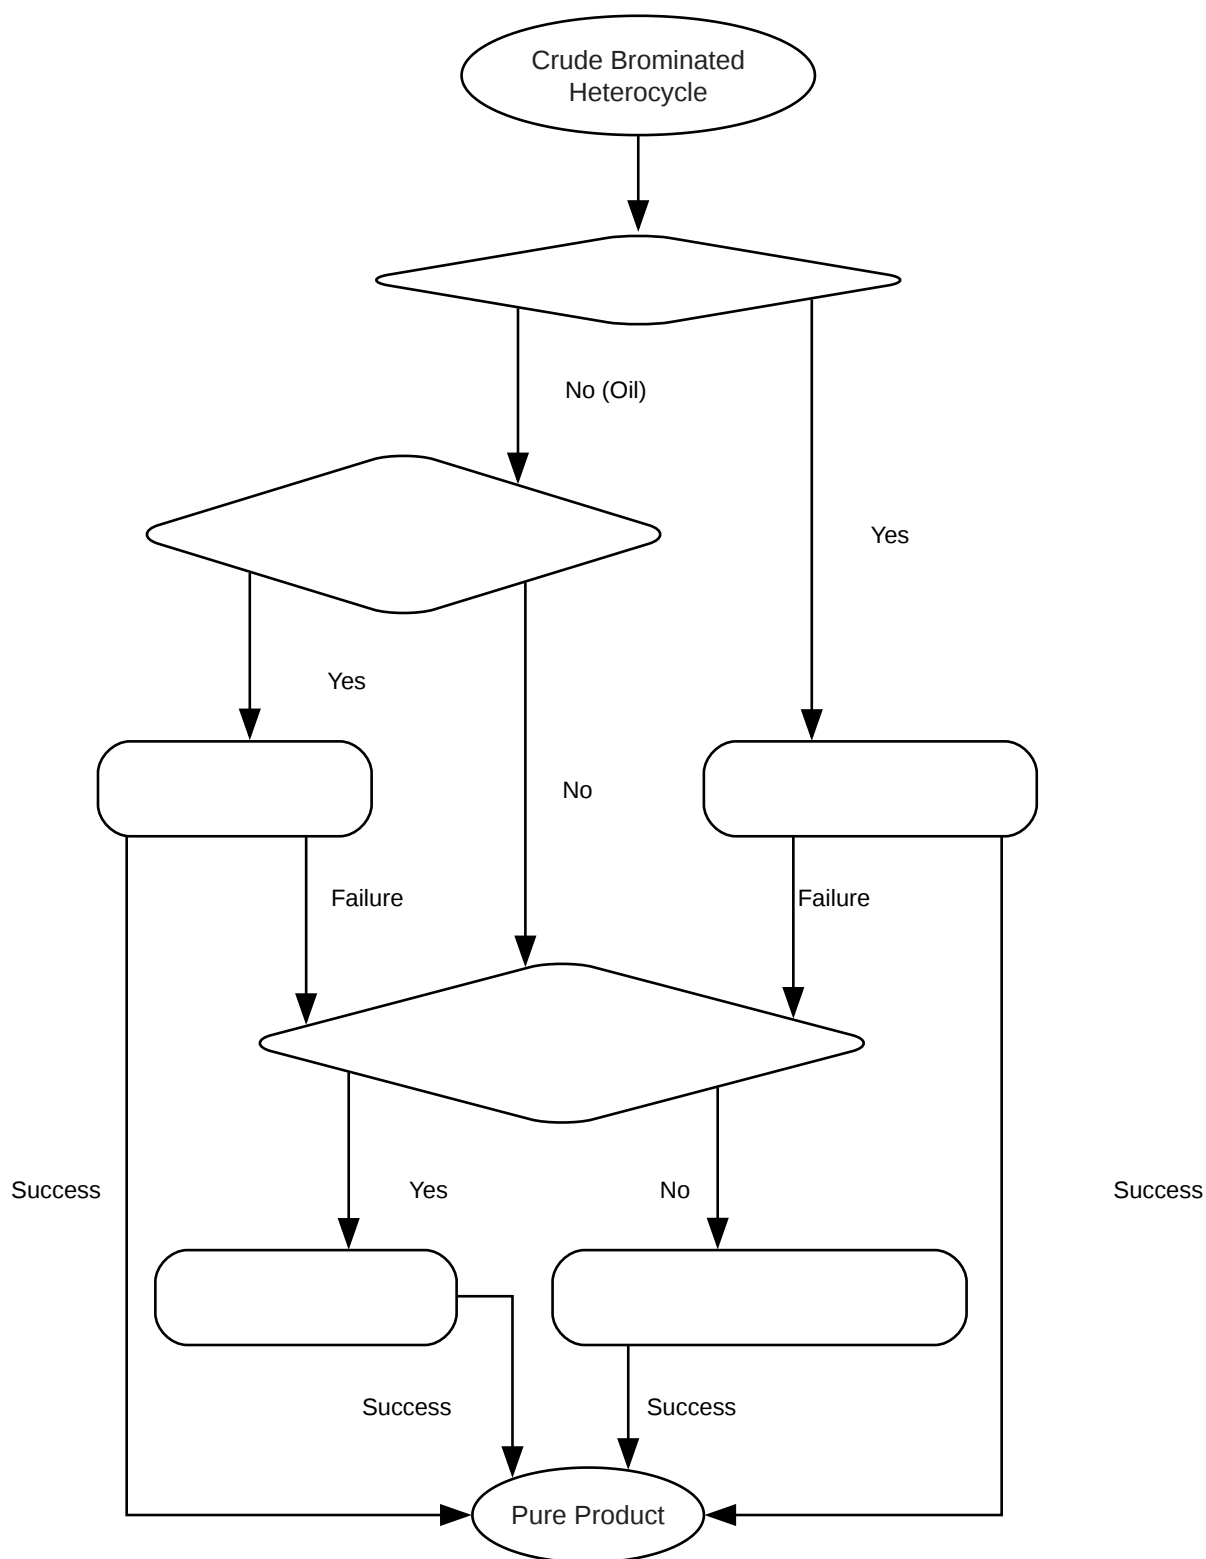 Crude Brominated
Heterocycle
No (Oil)
Yes
Yes
No
Failure
Failure
Success
Yes
No
Success
Success
Success
Pure Product